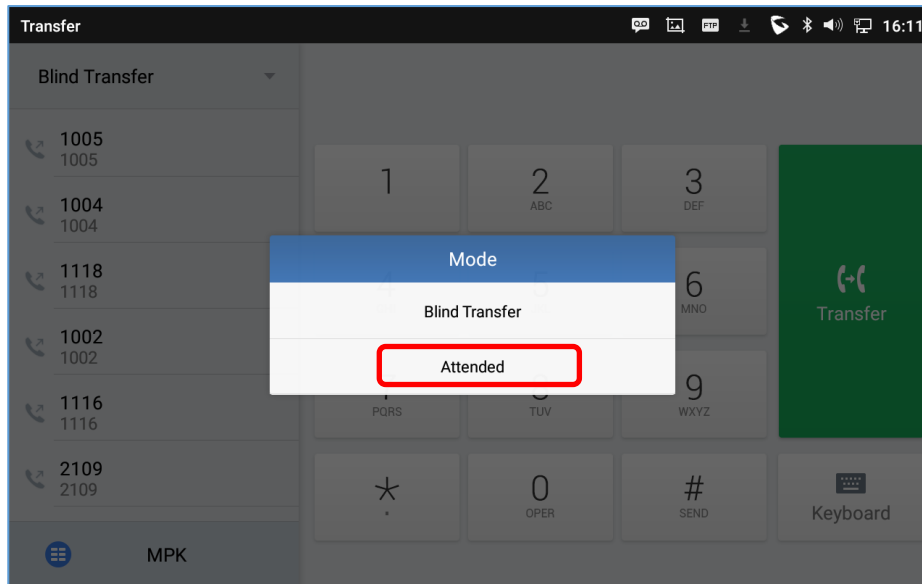 Transfer
FTP
16:11
Blind Transfer
1005
1005
1004
1004
1118
1118
1002
1002
1116
1116
2109
2109
MPK
1
2
ABC
3
DEF
Mode
Blind Transfer
Attended
6
MNO
PQRS
TUV
9
WXYZ
*
0
OPER
#
SEND
Transfer
Keyboard